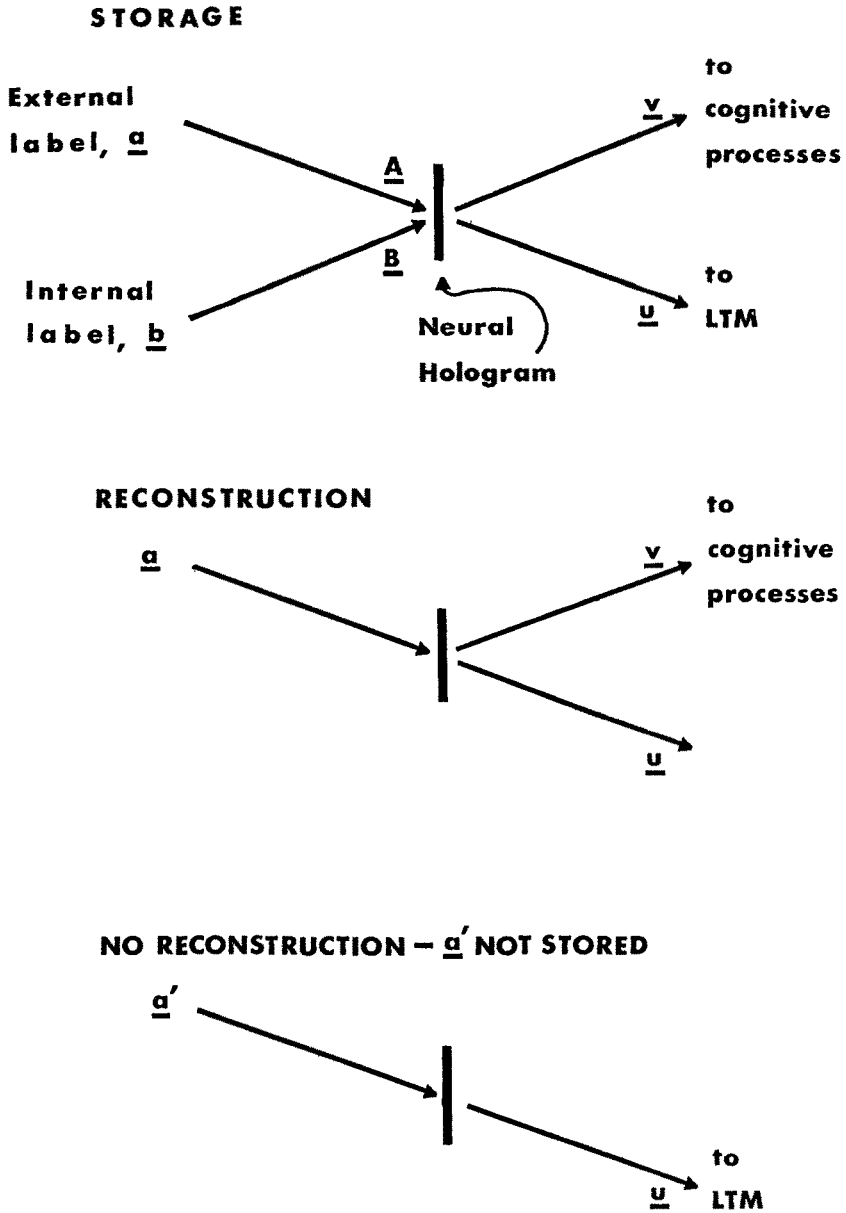 STORAGE
External
label, a
A
B
Internal
label, b
v
to
cognitive
processes
u
to
LTM
Neural
Hologram
RECONSTRUCTION
a
v
to
cognitive
processes
u
NO RECONSTRUCTION – a' NOT STORED
a'
u
to
LTM